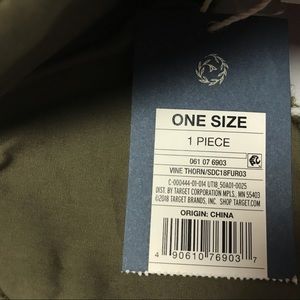 ONE SIZE
1 PIECE
061 07 6903
VINE THORN/SDC18FUR03
C-000444-01-014 UT18_50A01-0025
DIST. BY TARGET CORPORATION MPLS, MN 55403
©2018 TARGET BRANDS, INC. SHOP TARGET.COM
ORIGIN: CHINA
4 90610 76903 7